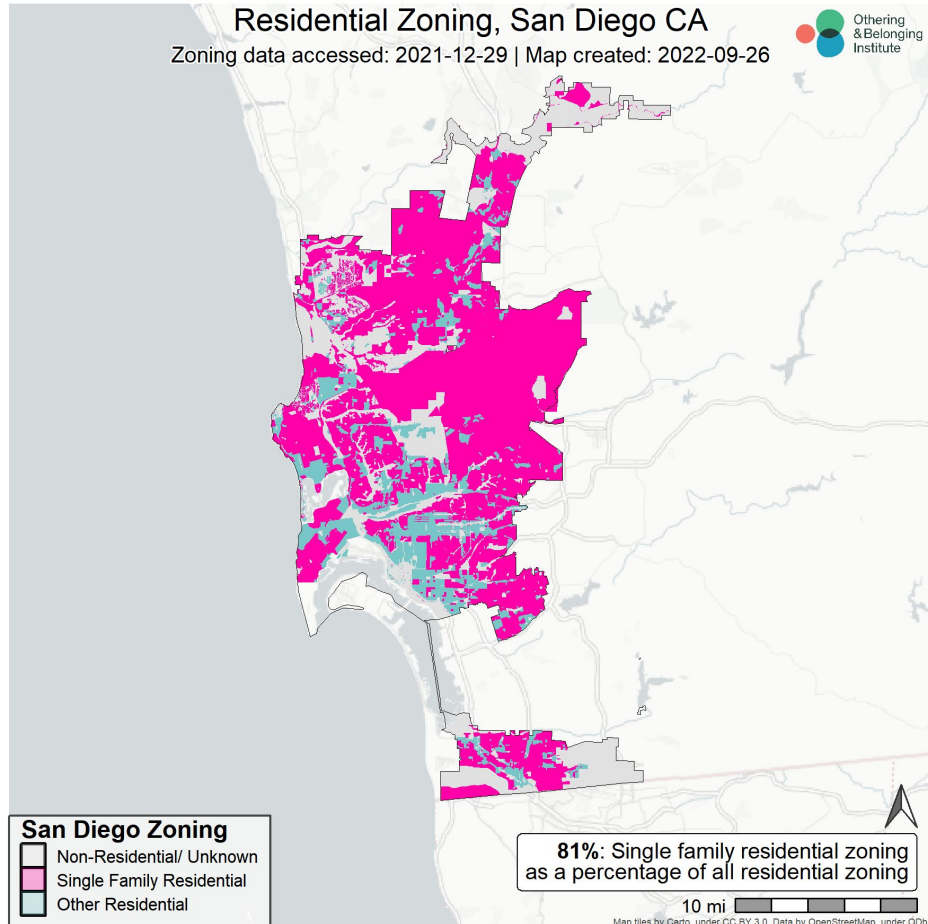 Residential Zoning, San Diego CA
Zoning data accessed: 2021-12-29 | Map created: 2022-09-26
Othering
& Belonging
Institute
San Diego Zoning
Non-Residential/ Unknown
Single Family Residential
Other Residential
81%: Single family residential zoning
as a percentage of all residential zoning
10 mi
Map tiles by Carto, under CC BY 3.0. Data by OpenStreetMap, under ODb